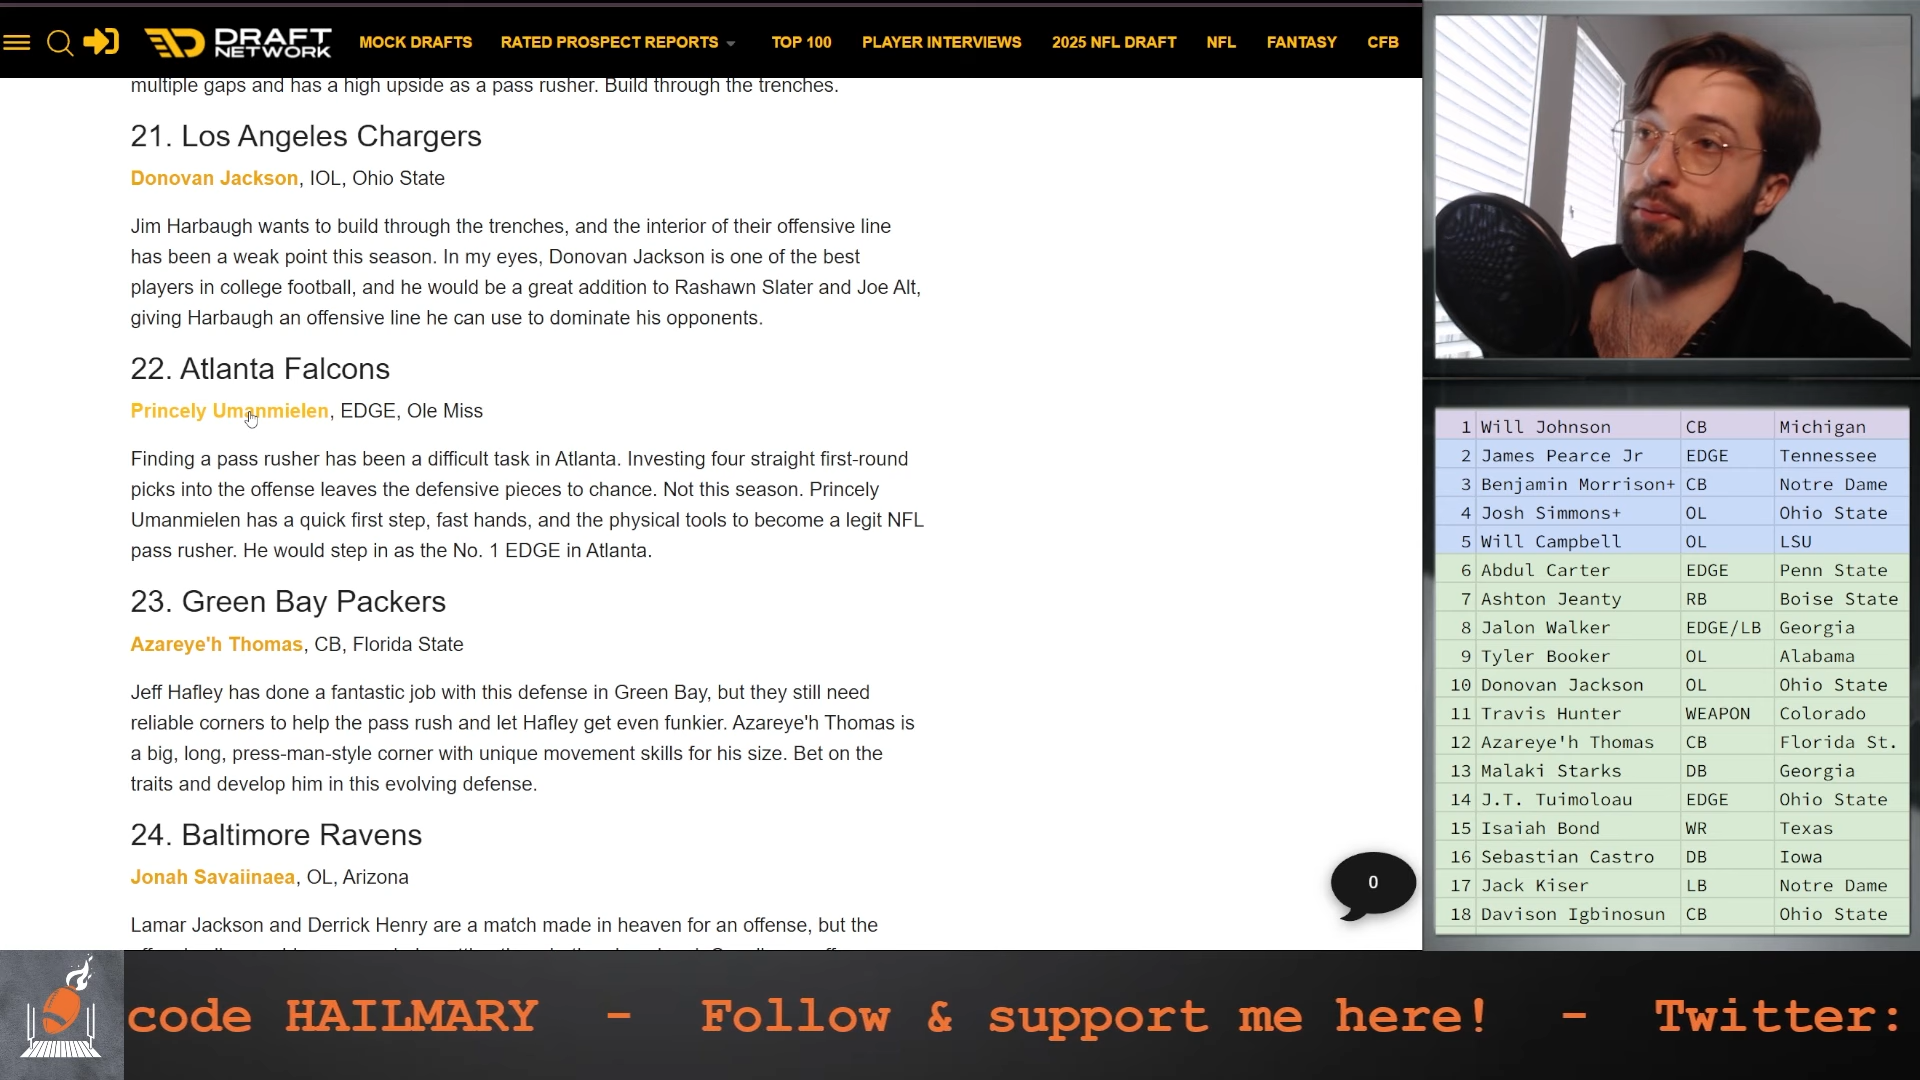 DRAFT NETWORK MOCK DRAFTS RATED PROSPECT REPORTS TOP 100 PLAYER INTERVIEWS 2025 NFL DRAFT NFL FANTASY CFB
multiple gaps and has a high upside as a pass rusher. Build through the trenches.
21. Los Angeles Chargers
Donovan Jackson, IOL, Ohio State
Jim Harbaugh wants to build through the trenches, and the interior of their offensive line
has been a weak point this season. In my eyes, Donovan Jackson is one of the best
players in college football, and he would be a great addition to Rashawn Slater and Joe Alt,
giving Harbaugh an offensive line he can use to dominate his opponents.
22. Atlanta Falcons
Princely Umanmielen, EDGE, Ole Miss
Finding a pass rusher has been a difficult task in Atlanta. Investing four straight first-round
picks into the offense leaves the defensive pieces to chance. Not this season. Princely
Umanmielen has a quick first step, fast hands, and the physical tools to become a legit NFL
pass rusher. He would step in as the No. 1 EDGE in Atlanta.
23. Green Bay Packers
Azareye'h Thomas, CB, Florida State
Jeff Hafley has done a fantastic job with this defense in Green Bay, but they still need
reliable corners to help the pass rush and let Hafley get even funkier. Azareye'h Thomas is
a big, long, press-man-style corner with unique movement skills for his size. Bet on the
traits and develop him in this evolving defense.
24. Baltimore Ravens
Jonah Savaiinaea, OL, Arizona
Lamar Jackson and Derrick Henry are a match made in heaven for an offense, but the
0
1 Will Johnson CB Michigan
2 James Pearce Jr EDGE Tennessee
3 Benjamin Morrison+ CB Notre Dame
4 Josh Simmons+ OL Ohio State
5 Will Campbell OL LSU
6 Abdul Carter EDGE Penn State
7 Ashton Jeanty RB Boise State
8 Jalon Walker EDGE/LB Georgia
9 Tyler Booker OL Alabama
10 Donovan Jackson OL Ohio State
11 Travis Hunter WEAPON Colorado
12 Azareye'h Thomas CB Florida St.
13 Malaki Starks DB Georgia
14 J.T. Tuimoloau EDGE Ohio State
15 Isaiah Bond WR Texas
16 Sebastian Castro DB Iowa
17 Jack Kiser LB Notre Dame
18 Davison Igbinosun CB Ohio State
code HAILMARY - Follow & support me here! - Twitter: